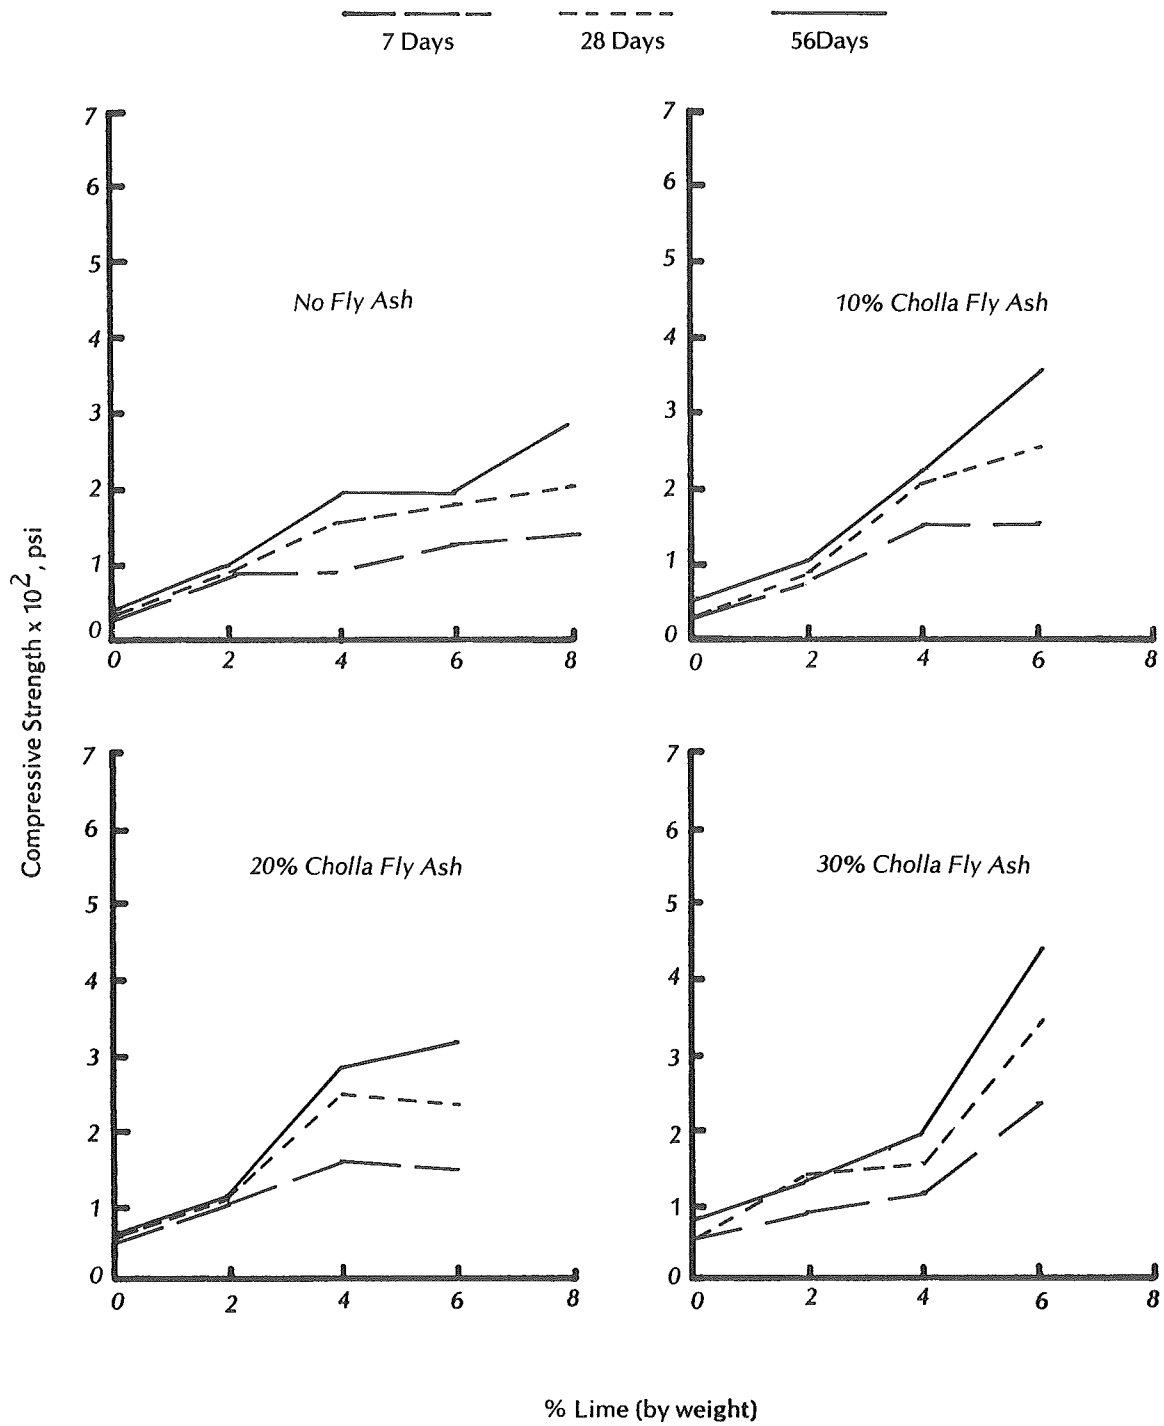 7 Days 28 Days 56Days
7 7
6 6
5 5
No Fly Ash 10% Cholla Fly Ash
4 4
3 3
2 2
1 1
0 0
0 2 4 6 8 0 2 4 6 8
Compressive Strength x 10², psi
7 7
6 6
20% Cholla Fly Ash 30% Cholla Fly Ash
5 5
4 4
3 3
2 2
1 1
0 0
0 2 4 6 8 0 2 4 6 8
% Lime (by weight)